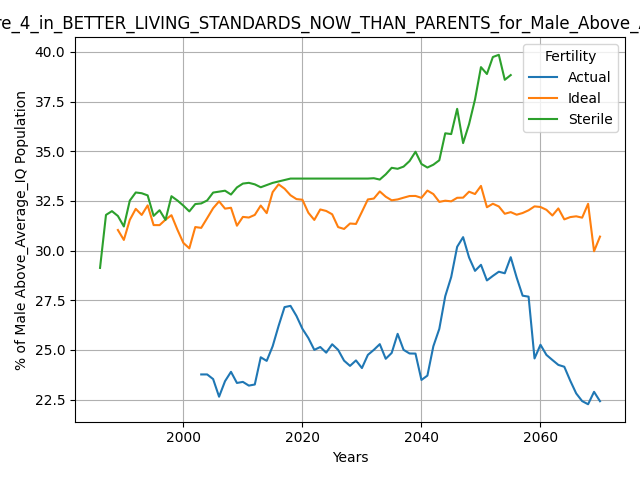 re_4_in_BETTER_LIVING_STANDARDS_NOW_THAN_PARENTS_for_Male_Above_
40.0
37.5
35.0
32.5
30.0
27.5
25.0
22.5
% of Male Above_Average_IQ Population
Fertility
Actual
Ideal
Sterile
2000
2020
2040
2060
Years